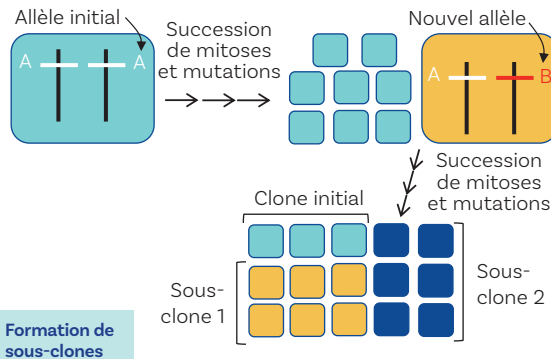 Allèle initial
A
A
Succession
de mitoses
et mutations
Nouvel allèle
A
B
Succession
de mitoses
et mutations
Clone initial
Sous-
clone 1
Sous-
clone 2
Formation de
sous-clones